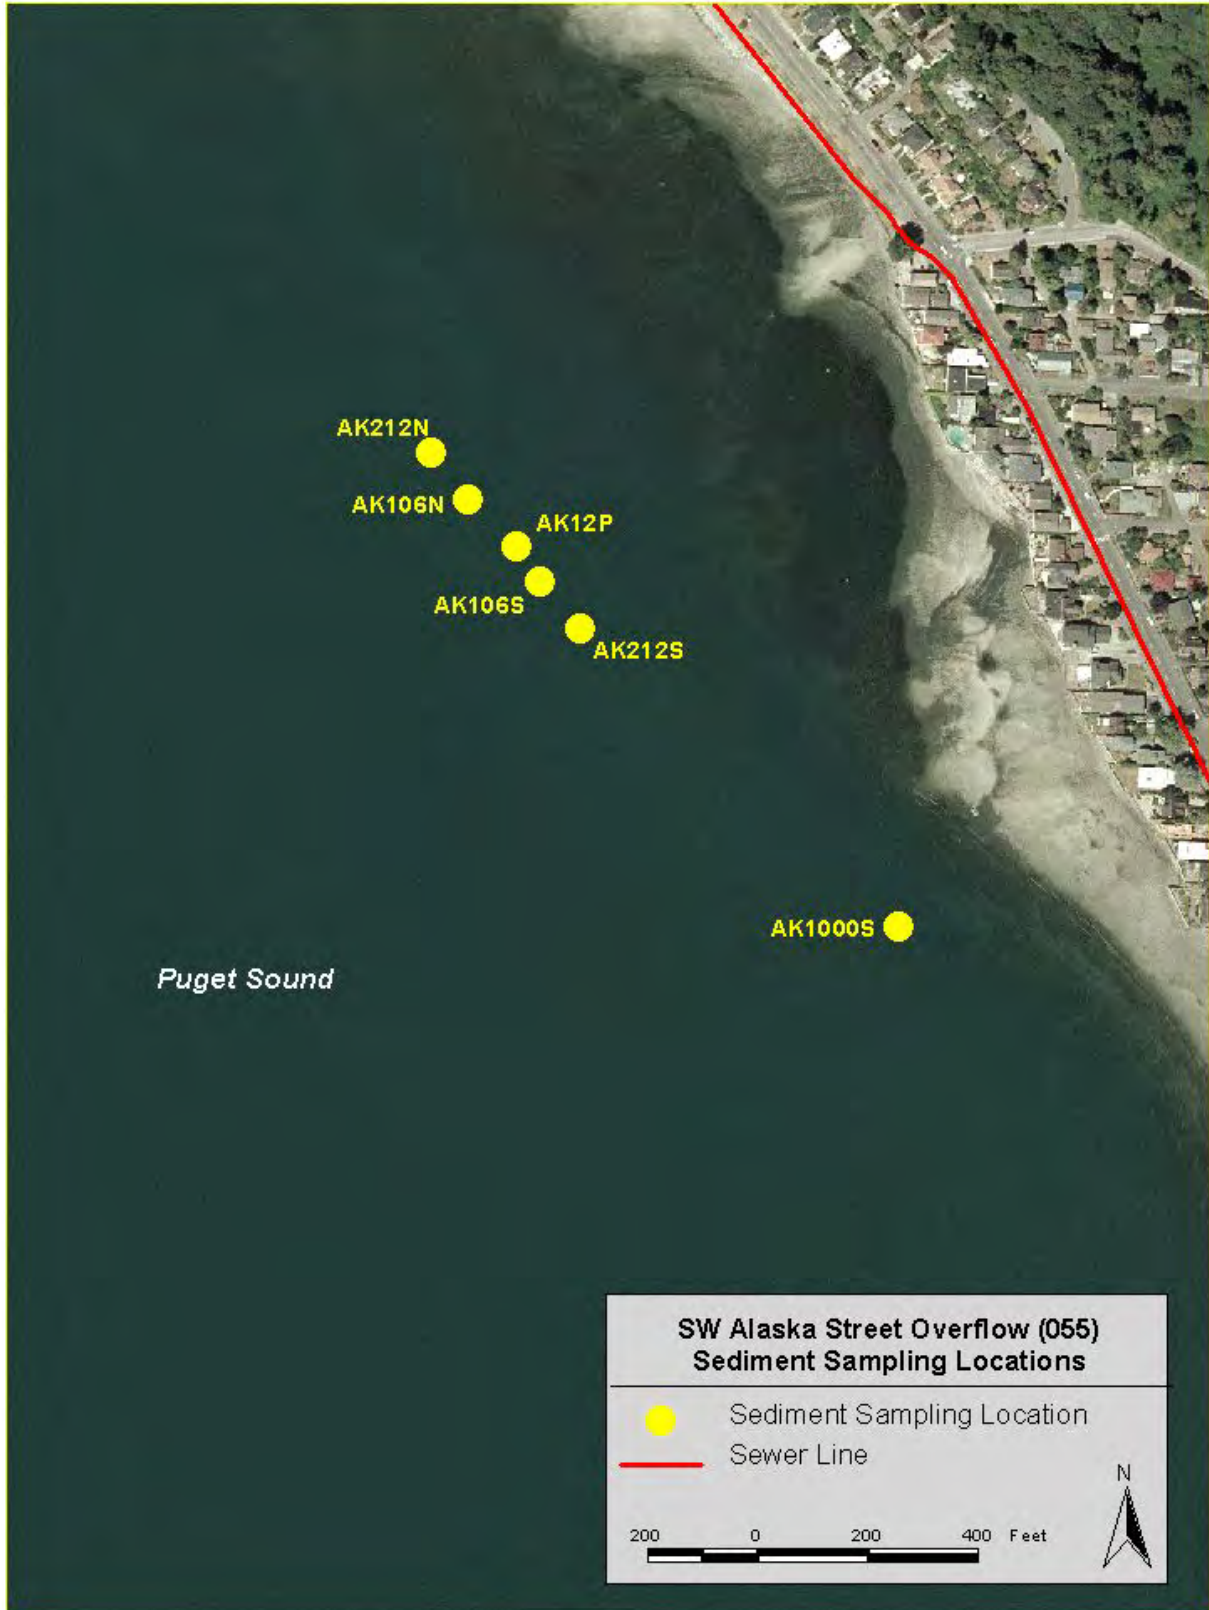 AK212N
AK106N
AK12P
AK106S
AK212S
AK1000S
Puget Sound
SW Alaska Street Overflow (055)
Sediment Sampling Locations
Sediment Sampling Location
Sewer Line
N
200 0 200 400 Feet